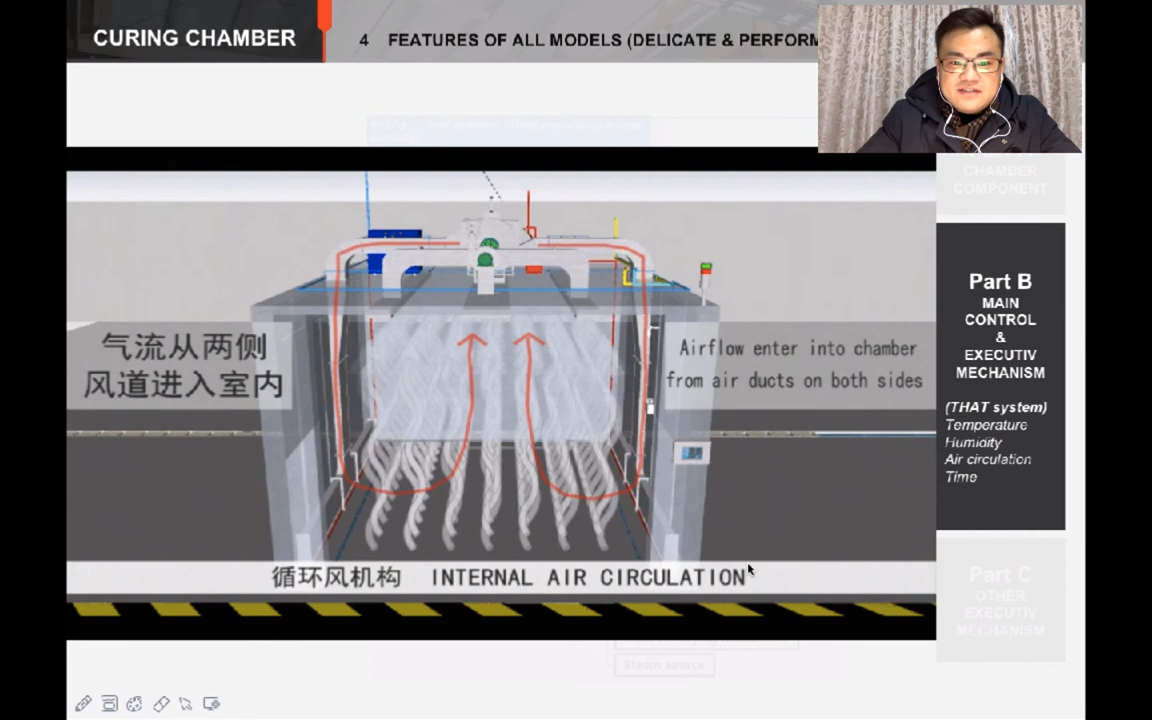 CURING CHAMBER
4 FEATURES OF ALL MODELS (DELICATE & PERFORM
CHAMBER
COMPONENT
Part B
MAIN
CONTROL
&
EXECUTIV
MECHANISM
(THAT system)
Temperature
Humidity
Air circulation
Time
气流从两侧
风道进入室内
Airflow enter into chamber
from air ducts on both sides
循环风机构 INTERNAL AIR CIRCULATION
Part C
OTHER
EXECUTIV
MECHANISM
Steam source